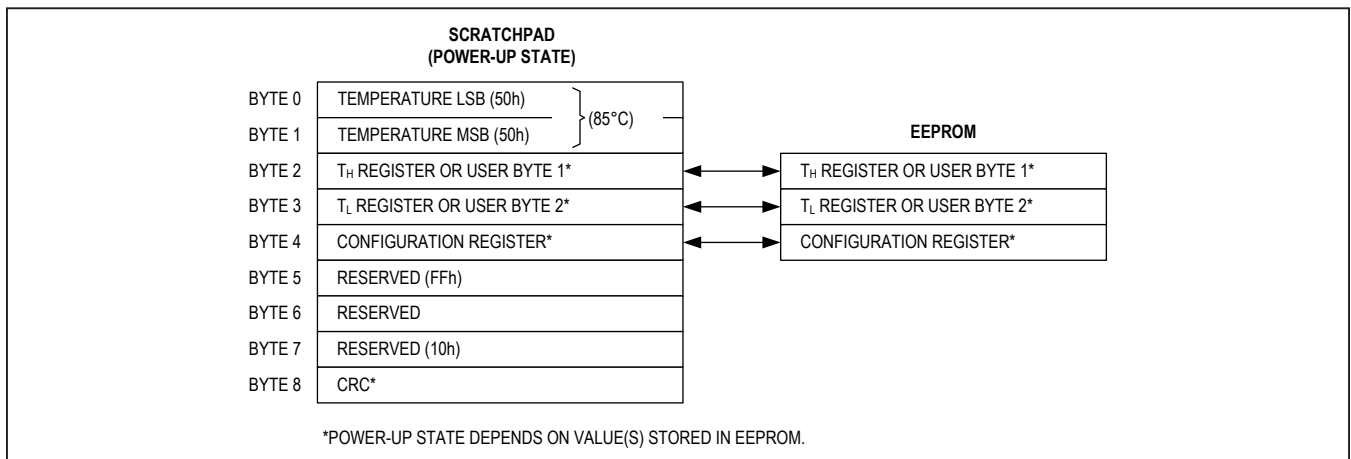 SCRATCHPAD
(POWER-UP STATE)
BYTE 0 TEMPERATURE LSB (50h)
(85°C)
BYTE 1 TEMPERATURE MSB (50h)
EEPROM
BYTE 2 TH REGISTER OR USER BYTE 1* TH REGISTER OR USER BYTE 1*
BYTE 3 TL REGISTER OR USER BYTE 2* TL REGISTER OR USER BYTE 2*
BYTE 4 CONFIGURATION REGISTER* CONFIGURATION REGISTER*
BYTE 5 RESERVED (FFh)
BYTE 6 RESERVED
BYTE 7 RESERVED (10h)
BYTE 8 CRC*
*POWER-UP STATE DEPENDS ON VALUE(S) STORED IN EEPROM.